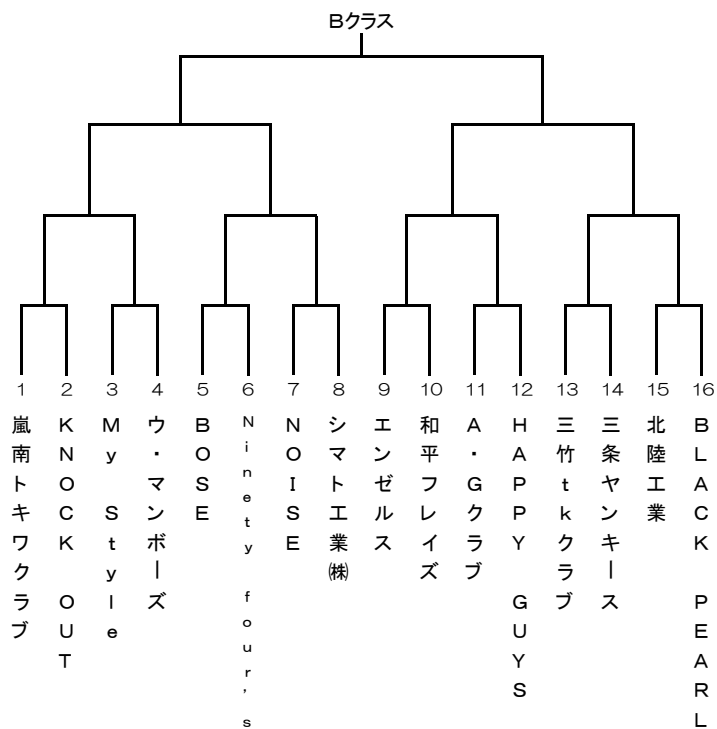 Bクラス
1
2
3
4
5
6
7
8
9
10
11
12
13
14
15
16
嵐南トキワクラブ
KNOCK OUT
My Style
ウ・マンボーズ
BOSE
Ninety four's
NOISE
シマト工業㈱
エンゼルス
和平フレイズ
A・Gクラブ
HAPPY GUYS
三竹tkクラブ
三条ヤンキース
北陸工業
BLACK PEARL